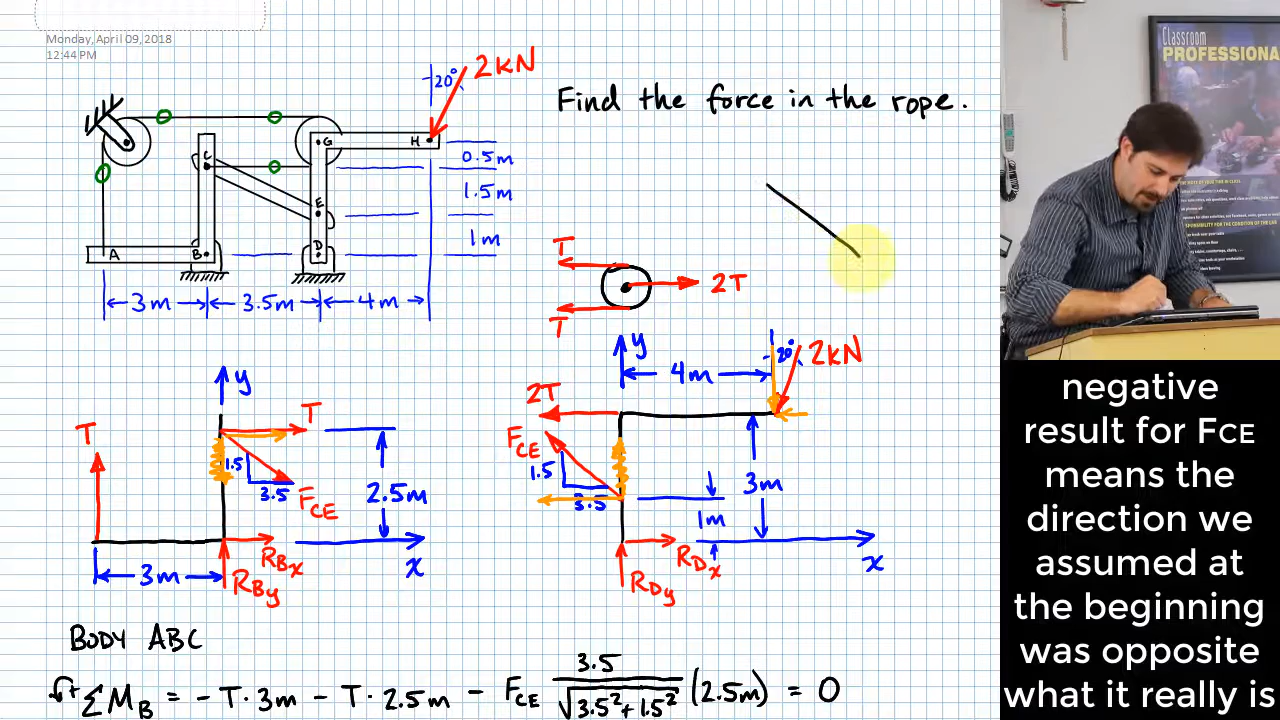 Monday, April 09, 2018
12:44 PM
20°
2KN
Find the force in the rope.
G
H
C
E
A
B
D
0.5m
1.5m
1m
3m
3.5m
4m
T
T
2T
y
4m
20°
2KN
2T
FCE
1.5
3.5
3m
1m
x
RDx
RDy
y
T
T
1.5
3.5
FCE
2.5m
x
RBx
RBy
3m
BODY ABC
+ΣMB = - T · 3m - T · 2.5m - FCE 3.5/√3.5²+1.5² (2.5m) = 0
Classroom
PROFESSIONA
negative
result for FCE
means the
direction we
assumed at
the beginning
was opposite
what it really is